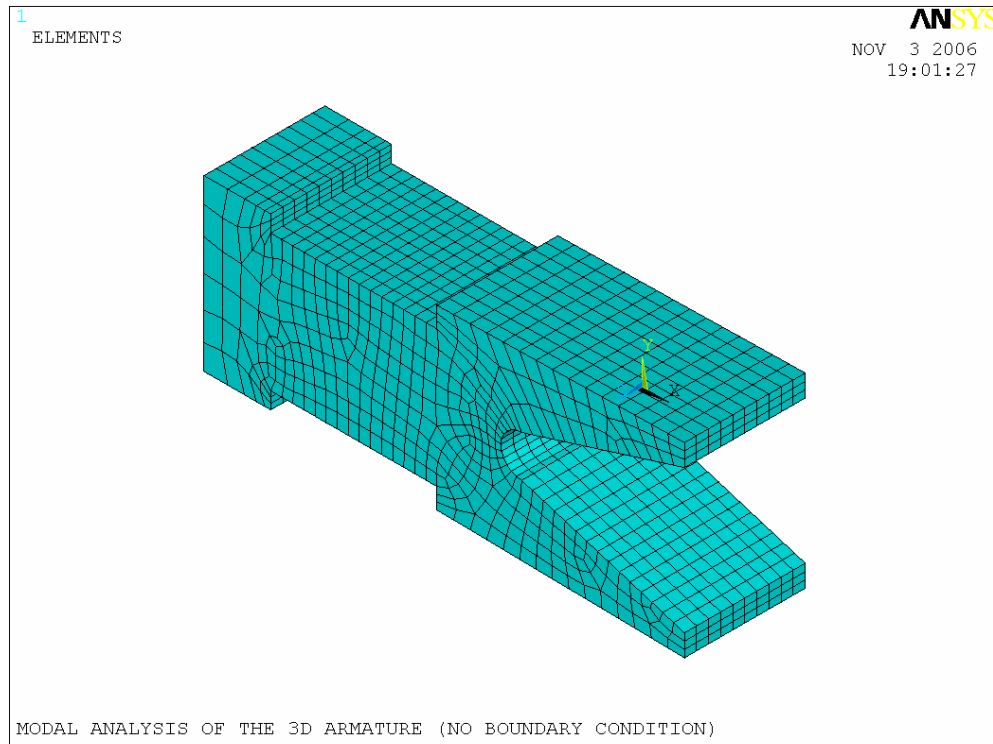 1
ELEMENTS
ANSYS
NOV 3 2006
19:01:27
Y
X
MODAL ANALYSIS OF THE 3D ARMATURE (NO BOUNDARY CONDITION)